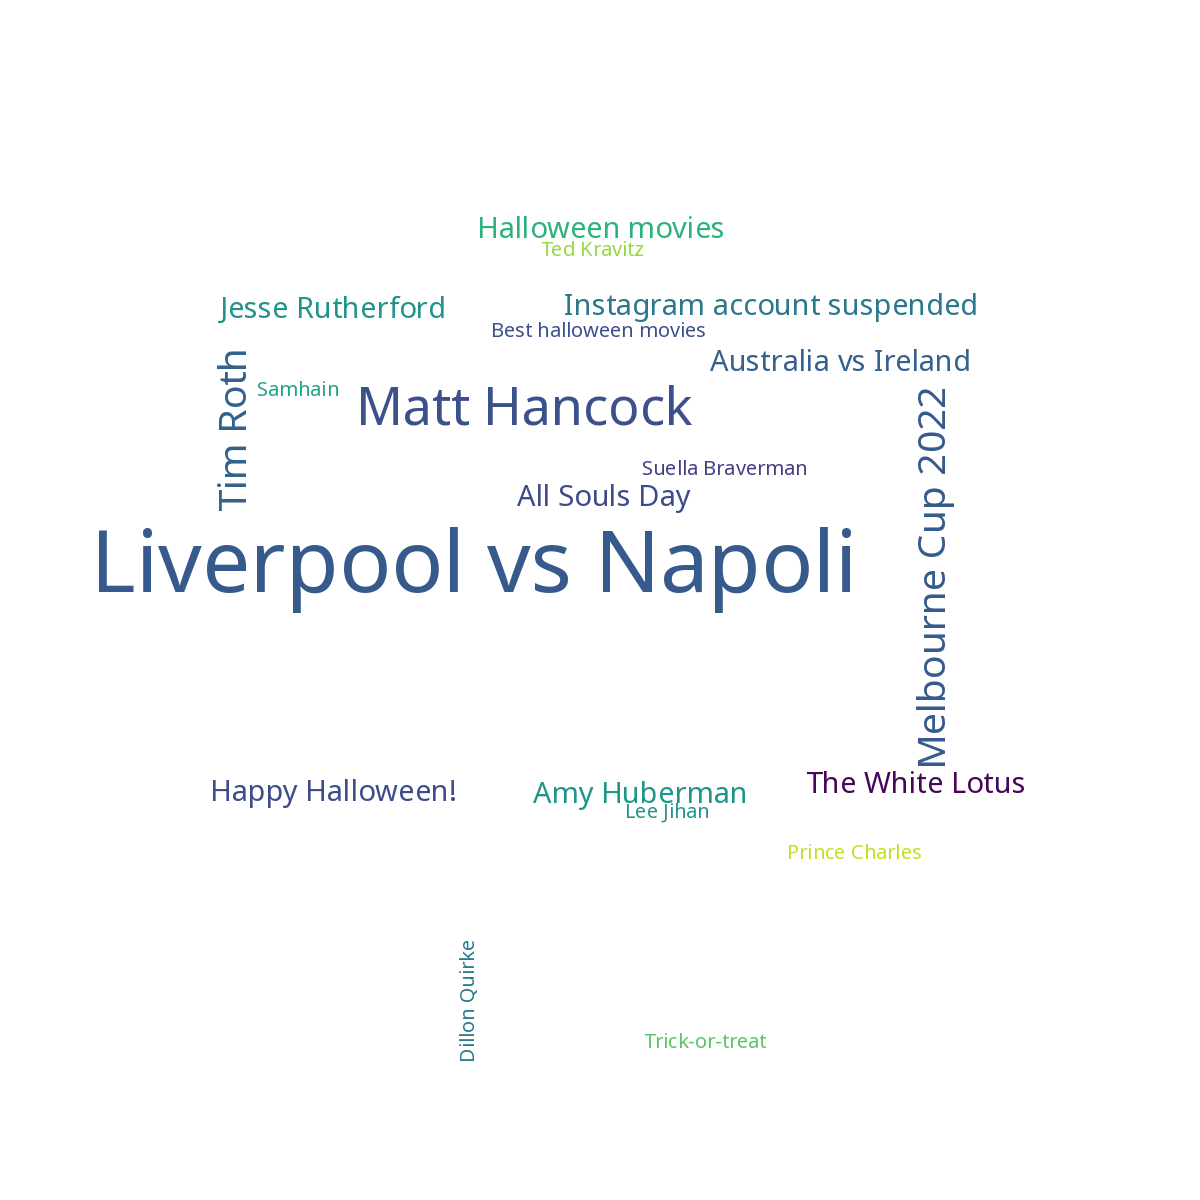 Halloween movies
Ted Kravitz
Jesse Rutherford
Instagram account suspended
Best halloween movies
Australia vs Ireland
Tim Roth
Samhain
Matt Hancock
Melbourne Cup 2022
Suella Braverman
All Souls Day
Liverpool vs Napoli
Happy Halloween!
Amy Huberman
The White Lotus
Lee Jihan
Prince Charles
Dillon Quirke
Trick-or-treat